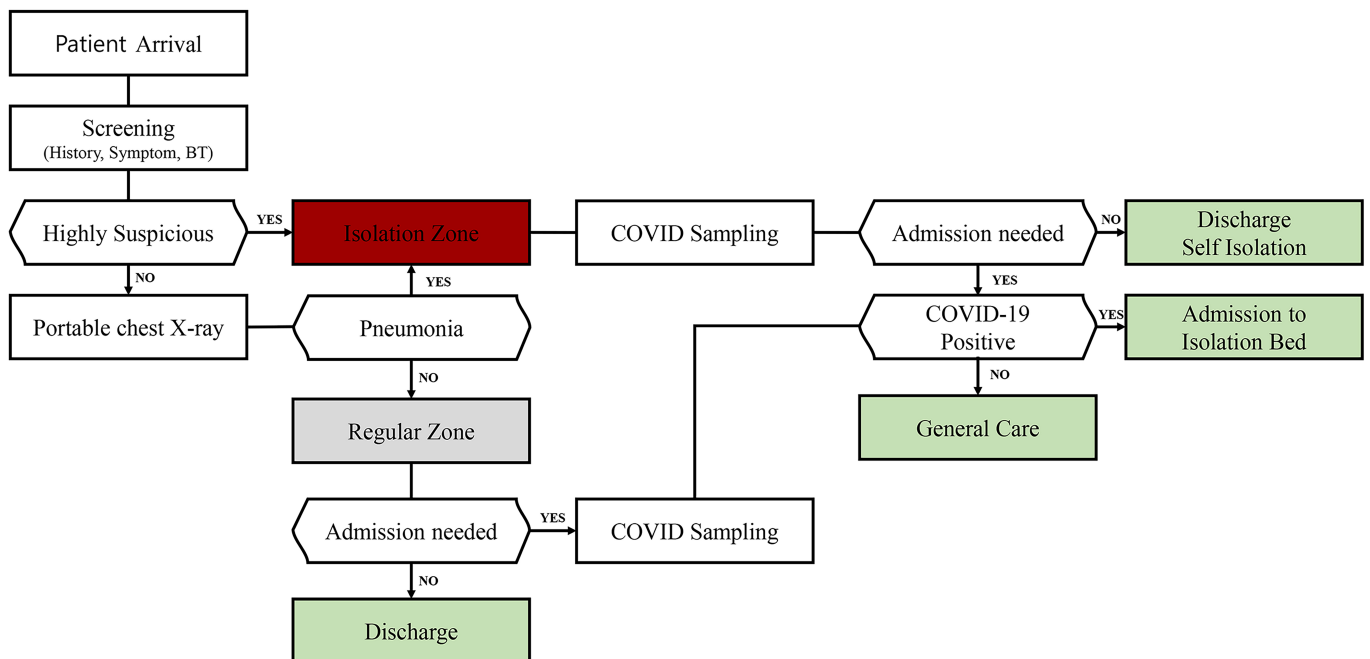 Patient Arrival
Screening
(History, Symptom, BT)
Highly Suspicious
YES
Isolation Zone
COVID Sampling
Admission needed
NO
Discharge
Self Isolation
NO
YES
YES
Portable chest X-ray
Pneumonia
COVID-19
Positive
YES
Admission to
Isolation Bed
NO
NO
Regular Zone
General Care
Admission needed
YES
COVID Sampling
NO
Discharge